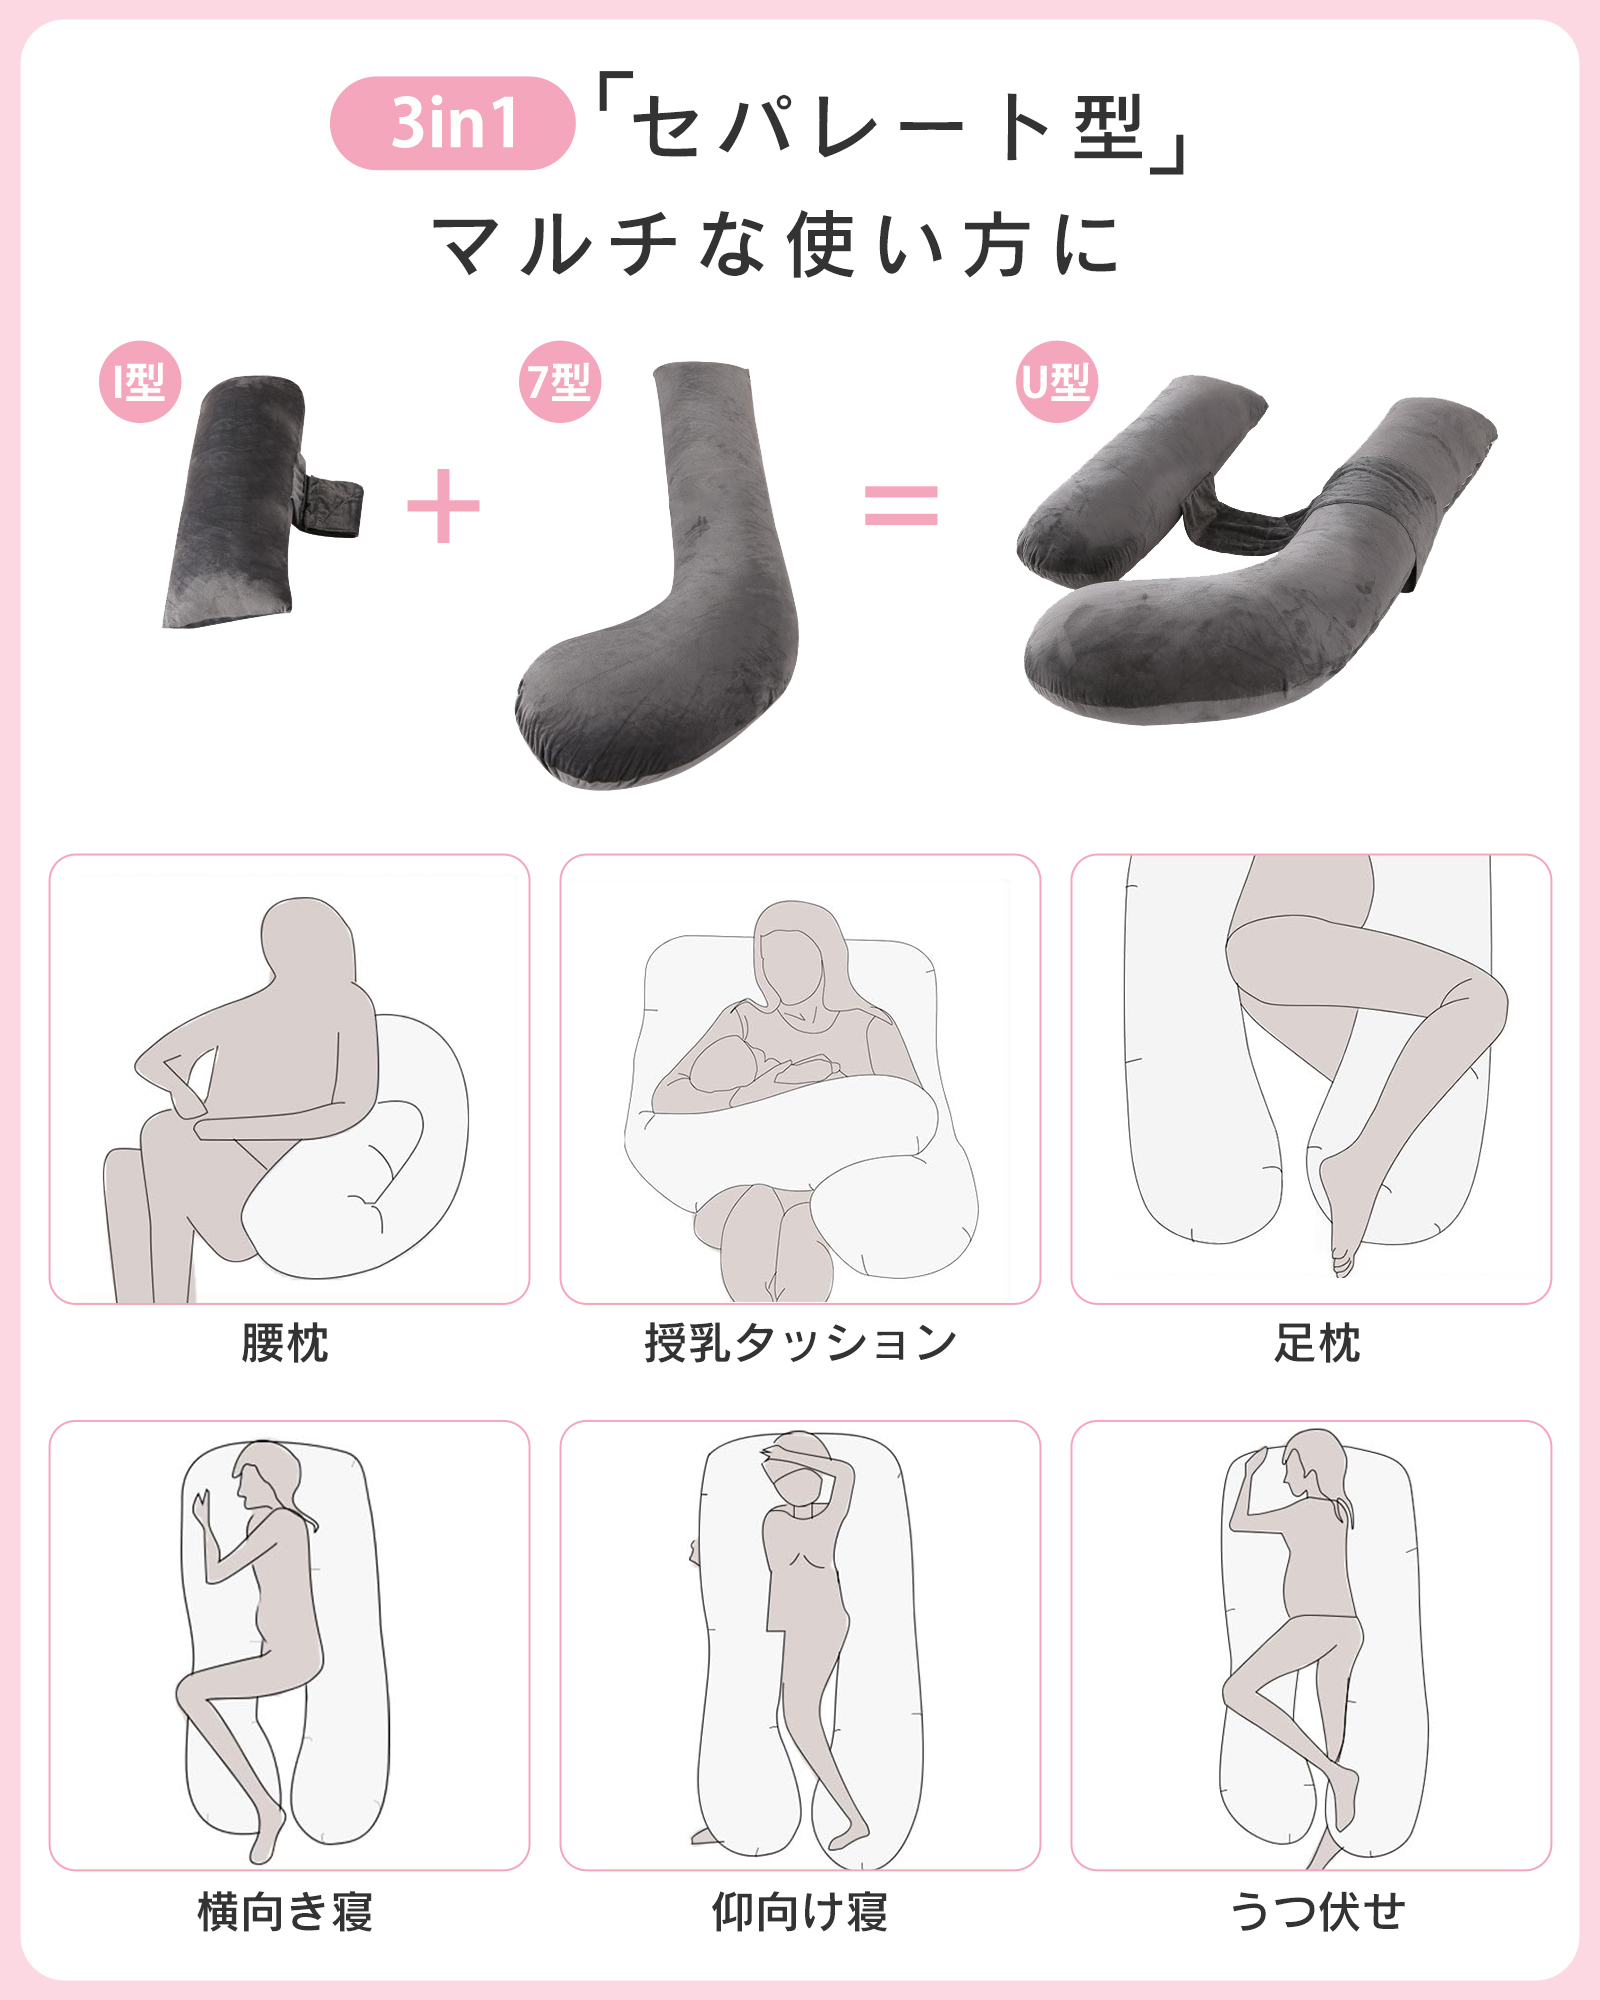 3in1「セパレート型」
マルチな使い方に
I型
7型
U型
+
=
腰枕
授乳タッション
足枕
横向き寝
仰向け寝
うつ伏せ